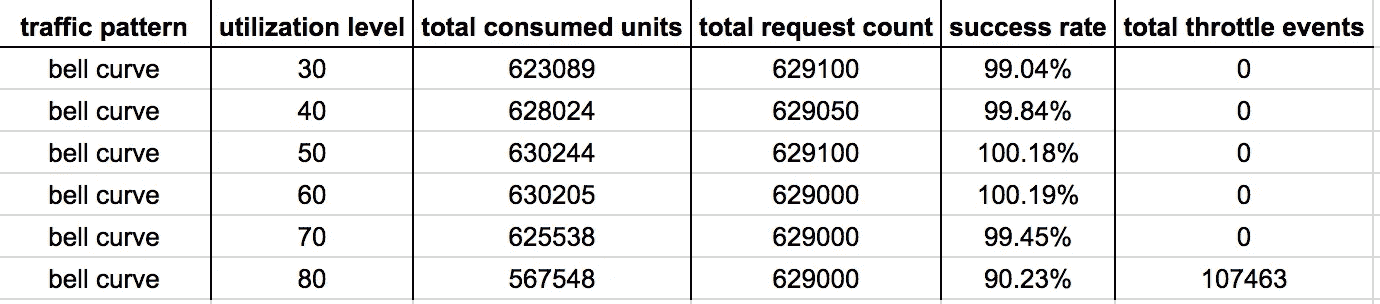 traffic pattern utilization level total consumed units total request count success rate total throttle events
bell curve 30 623089 629100 99.04% 0
bell curve 40 628024 629050 99.84% 0
bell curve 50 630244 629100 100.18% 0
bell curve 60 630205 629000 100.19% 0
bell curve 70 625538 629000 99.45% 0
bell curve 80 567548 629000 90.23% 107463